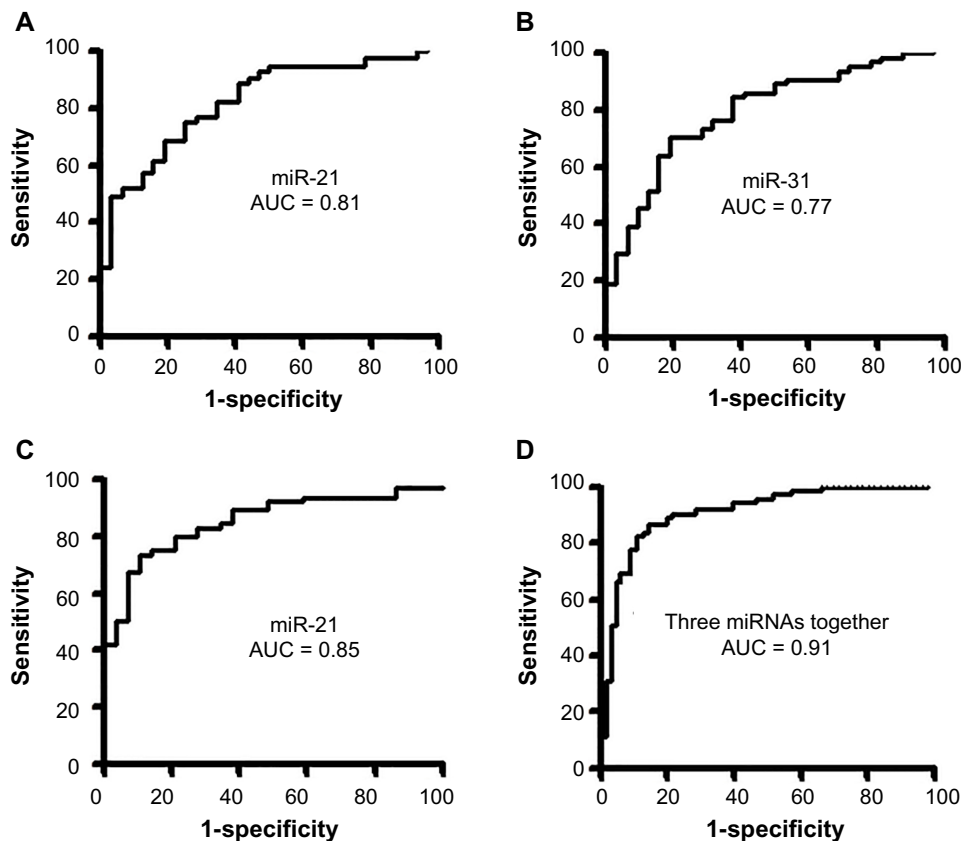 A
100
80
60
40
20
0
Sensitivity
miR-21
AUC = 0.81
0 20 40 60 80 100
1-specificity
B
100
80
60
40
20
0
Sensitivity
miR-31
AUC = 0.77
0 20 40 60 80 100
1-specificity
C
100
80
60
40
20
0
Sensitivity
miR-21
AUC = 0.85
0 20 40 60 80 100
1-specificity
D
100
80
60
40
20
0
Sensitivity
Three miRNAs together
AUC = 0.91
0 20 40 60 80 100
1-specificity